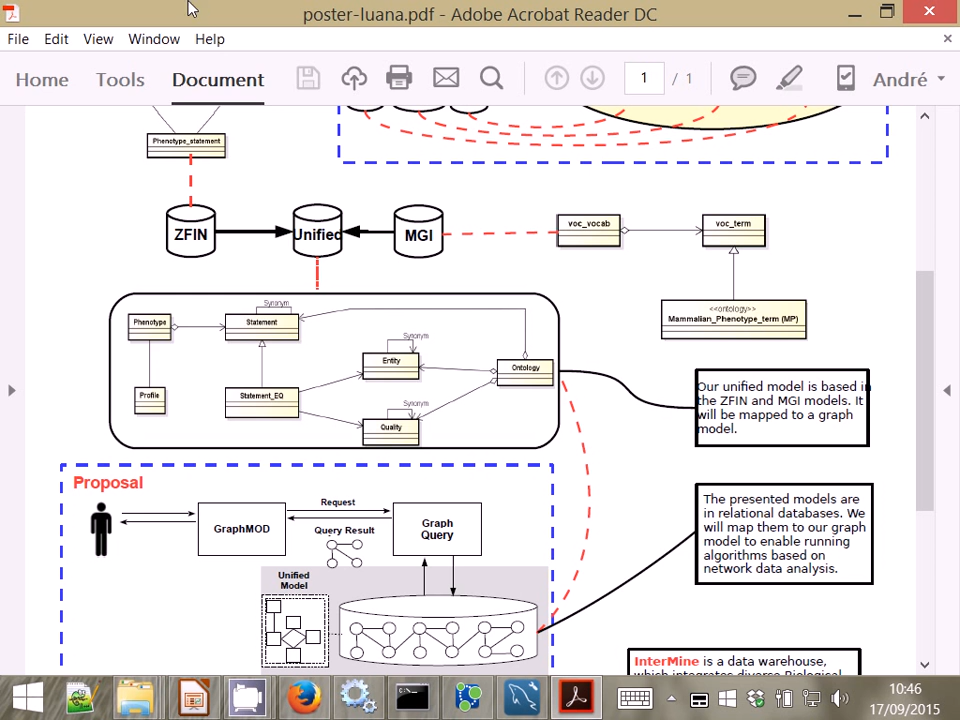 poster-luana.pdf - Adobe Acrobat Reader DC
File Edit View Window Help
Home Tools Document 1 / 1 André
Phenotype_statement
ZFIN Unified MGI voc_vocab voc_term
<<ontology>>
Mammalian_Phenotype_term (MP)
Synonym
Phenotype Statement
Synonym
Entity Ontology
Profile Statement_EQ
Synonym
Quality
Our unified model is based in
the ZFIN and MGI models. It
will be mapped to a graph
model.
Proposal
GraphMOD
Request
Query Result
Graph
Query
Unified
Model
The presented models are
in relational databases. We
will map them to our graph
model to enable running
algorithms based on
network data analysis.
InterMine is a data warehouse,
which integrates diverse Biological
10:46
17/09/2015